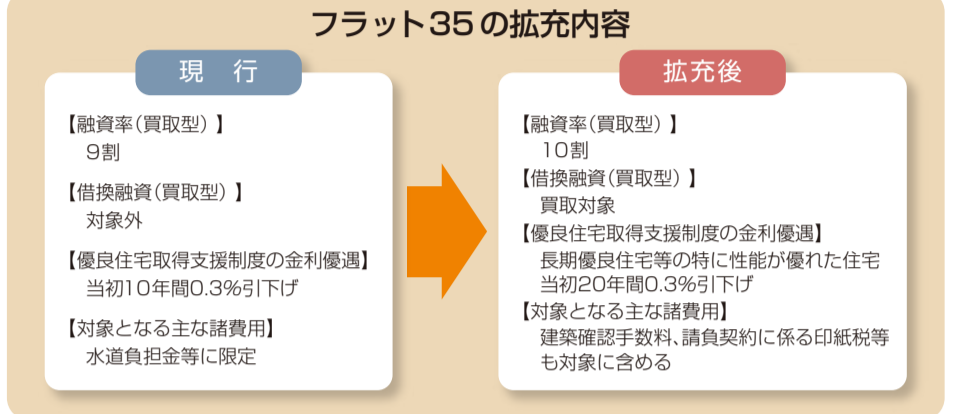 フラット35の拡充内容
現 行
【融資率(買取型)】
9割
【借換融資(買取型)】
対象外
【優良住宅取得支援制度の金利優遇】
当初10年間0.3%引下げ
【対象となる主な諸費用】
水道負担金等に限定
拡充後
【融資率(買取型)】
10割
【借換融資(買取型)】
買取対象
【優良住宅取得支援制度の金利優遇】
長期優良住宅等の特に性能が優れた住宅
当初20年間0.3%引下げ
【対象となる主な諸費用】
建築確認手数料、請負契約に係る印紙税等
も対象に含める